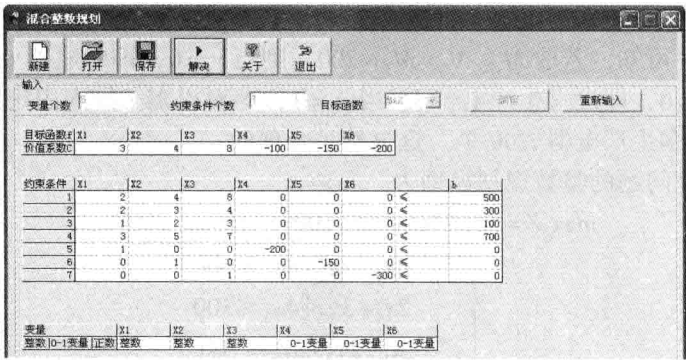 混合整数规划
新建 打开 保存 解决 关于 退出
输入
变量个数 6 约束条件个数 7 目标函数 Max 重新输入
目标函数f X1 X2 X3 X4 X5 X6
价值系数C 3 4 8 -100 -150 -200
约束条件 X1 X2 X3 X4 X5 X6 b
1 2 4 8 0 0 0 ≤ 500
2 2 3 4 0 0 0 ≤ 300
3 1 2 3 0 0 0 ≤ 100
4 3 5 7 0 0 0 ≤ 700
5 1 0 0 -200 0 0 ≤ 0
6 0 1 0 0 -150 0 ≤ 0
7 0 0 1 0 0 -300 ≤ 0
变量 X1 X2 X3 X4 X5 X6
整数|0-1变量|正数 整数 整数 整数 0-1变量 0-1变量 0-1变量